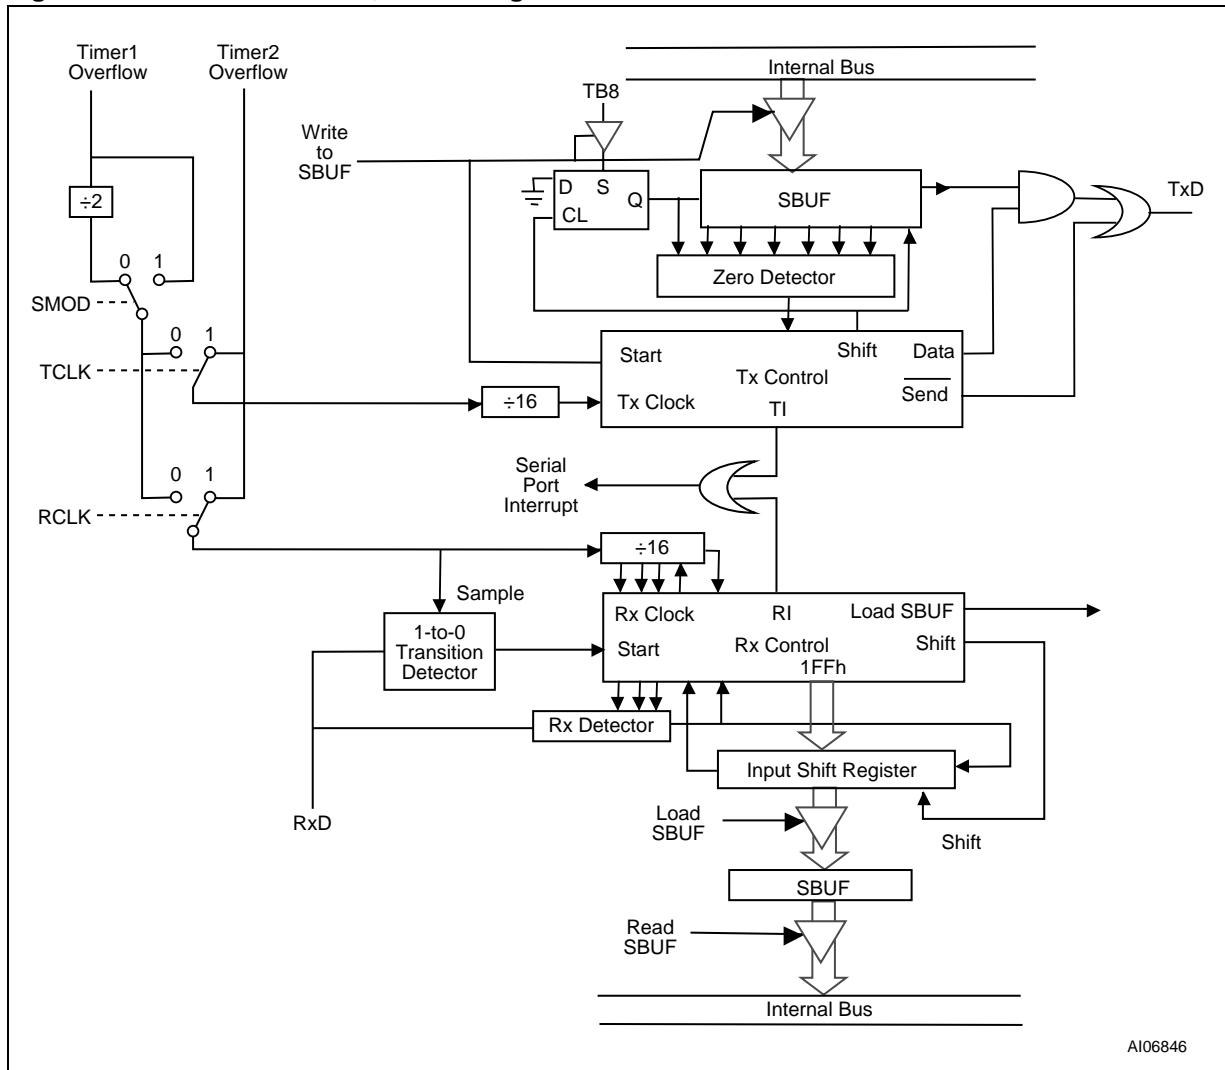 Timer1
Overflow
Timer2
Overflow
Internal Bus
TB8
Write
to
SBUF
D S
Q
CL
SBUF
TxD
÷2
0 1
Zero Detector
SMOD
0 1
Start
Shift
Data
TCLK
Tx Control
÷16
Tx Clock
Send
TI
Serial
Port
Interrupt
0 1
RCLK
÷16
Sample
Rx Clock
RI
Load SBUF
1-to-0
Transition
Detector
Start
Rx Control
Shift
1FFh
Rx Detector
Input Shift Register
RxD
Load
SBUF
Shift
SBUF
Read
SBUF
Internal Bus
AI06846